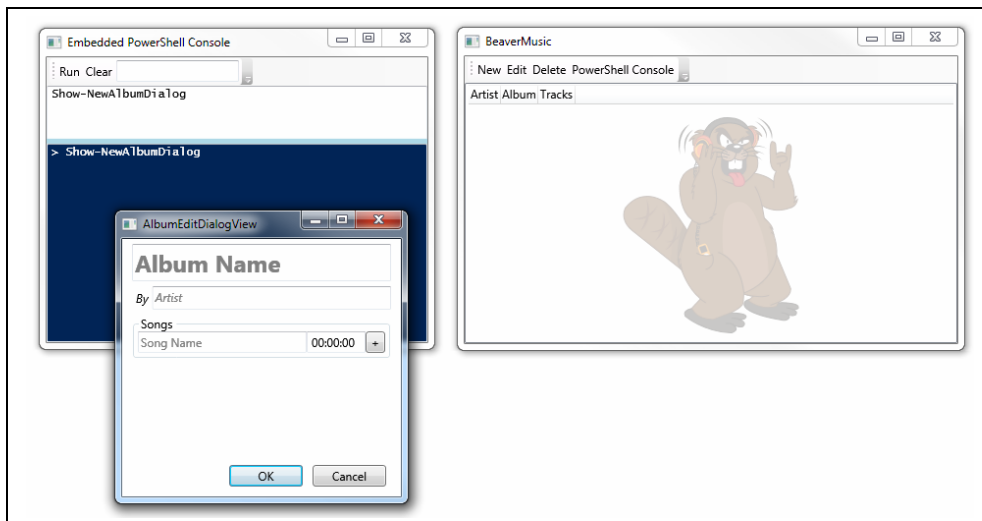 Embedded PowerShell Console
Run Clear
Show-NewAlbumDialog
> Show-NewAlbumDialog
AlbumEditDialogView
Album Name
By Artist
Songs
Song Name 00:00:00 +
OK Cancel
BeaverMusic
New Edit Delete PowerShell Console
Artist Album Tracks